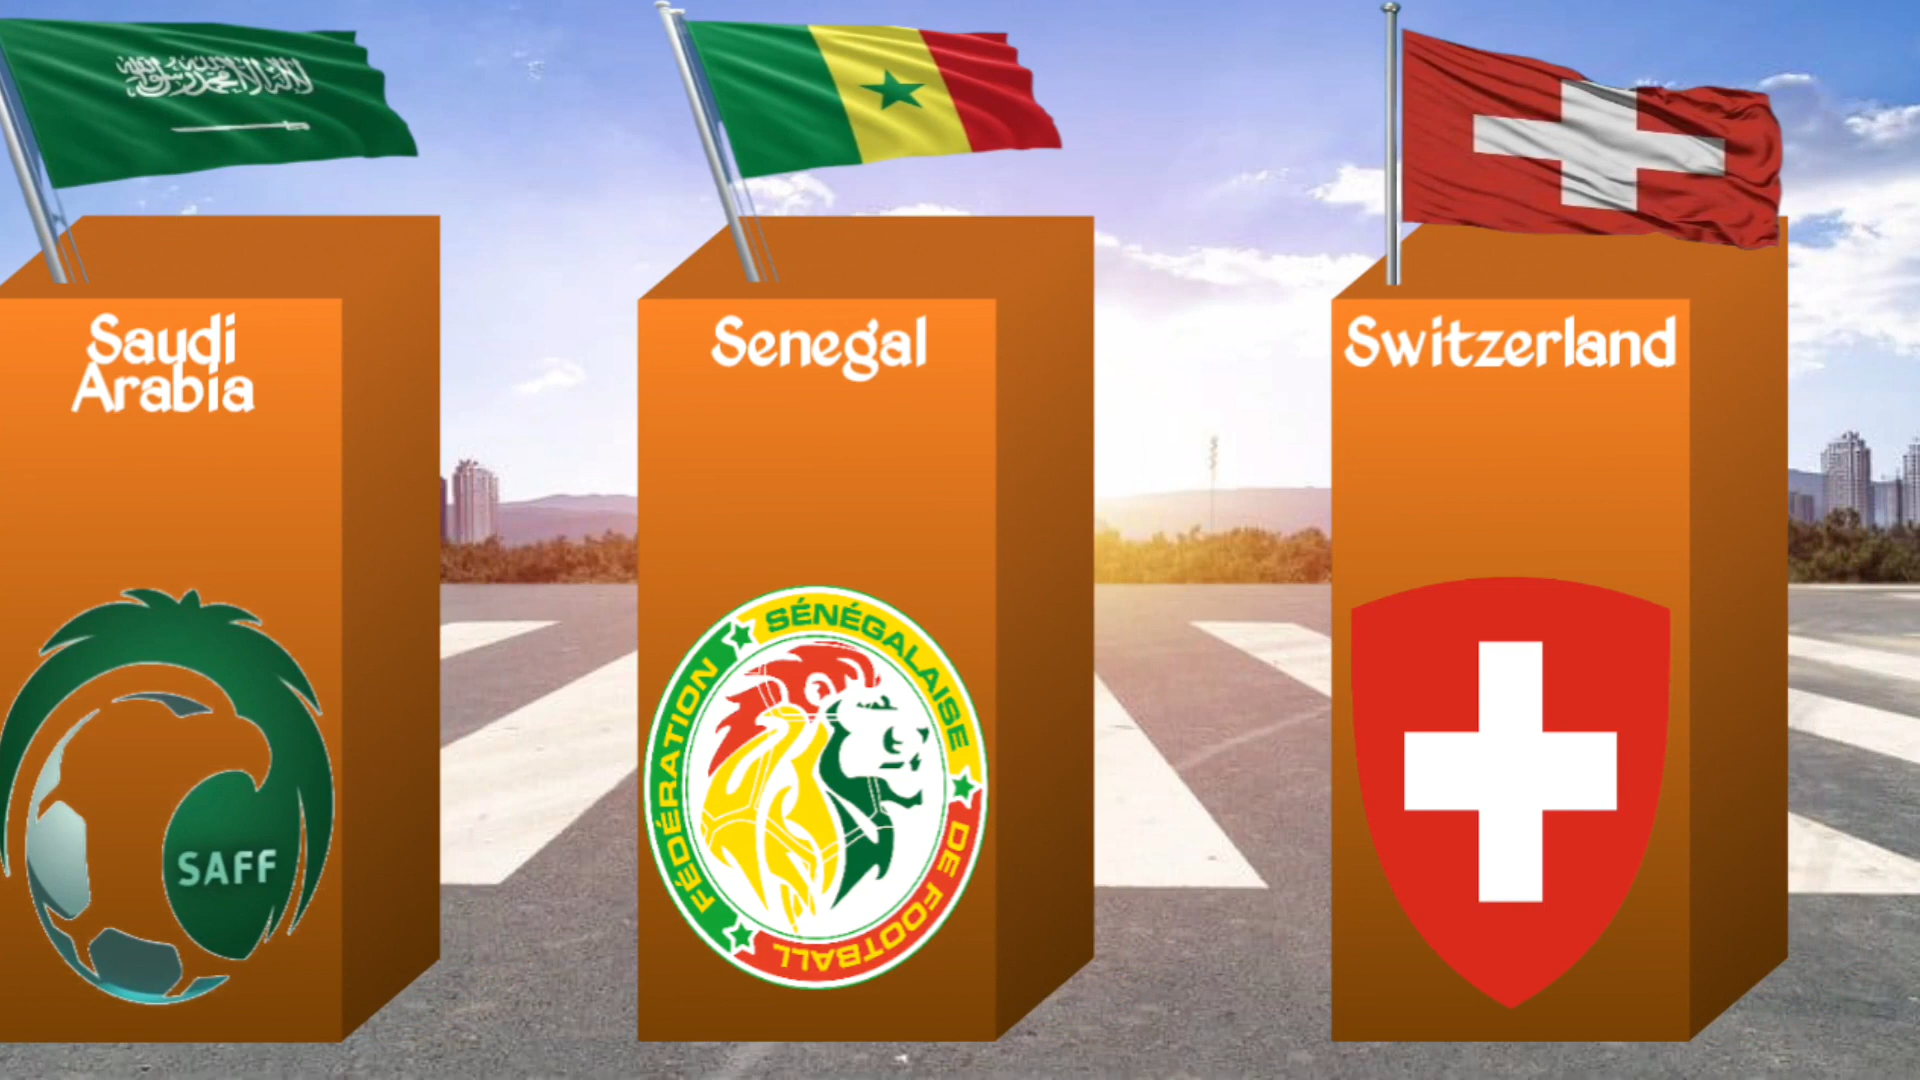 لا إله إلا الله محمد رسول الله
Saudi
Arabia
Senegal
Switzerland
SAFF
FÉDÉRATION SÉNÉGALAISE DE FOOTBALL